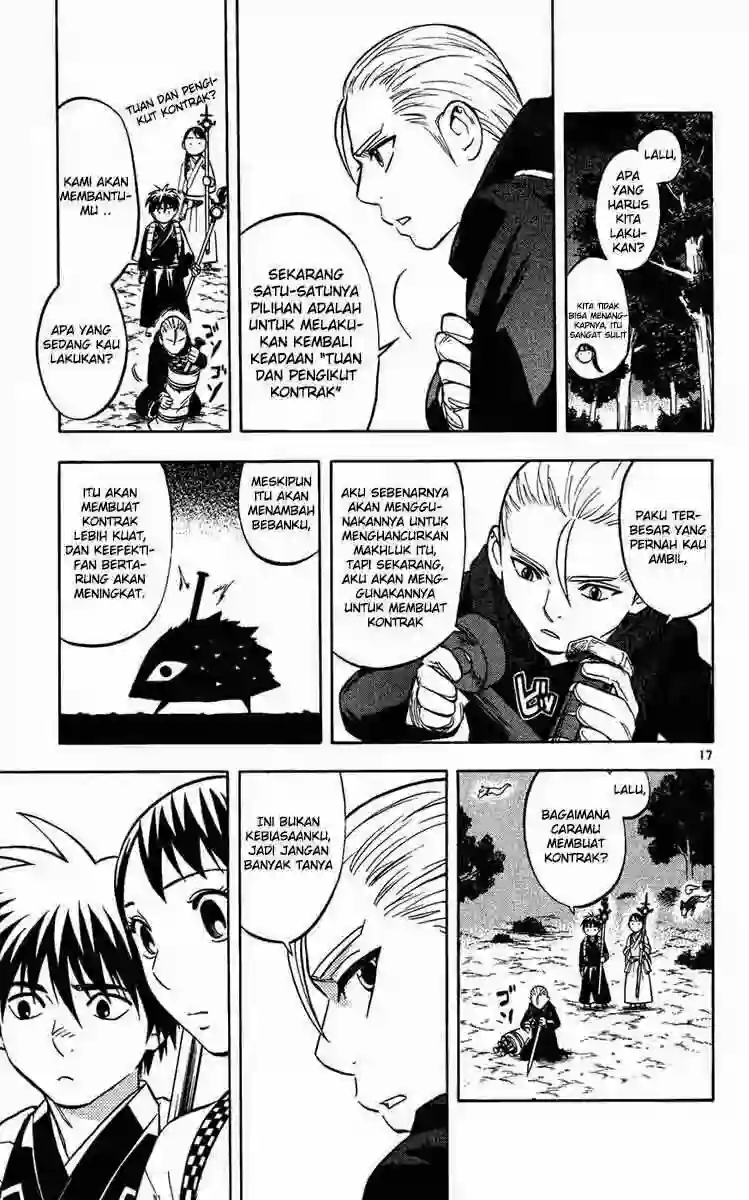 LALU,
APA
YANG
HARUS
KITA
LAKU-
KAN?
KITA TIDAK
BISA MENANG-
KAPNYA, ITU
SANGAT SULIT
SEKARANG
SATU-SATUNYA
PILIHAN ADALAH
UNTUK MELAKU-
KAN KEMBALI
KEADAAN "TUAN
DAN PENGIKUT
KONTRAK"
TUAN DAN PENGI-
KUT KONTRAK?
KAMI AKAN
MEMBANTU-
MU ..
APA YANG
SEDANG KAU
LAKUKAN?
ゴソ
PAKU TER-
BESAR YANG
PERNAH KAU
AMBIL,
AKU SEBENARNYA
AKAN MENGGU-
NAKANNYA UNTUK
MENGHANCURKAN
MAKHLUK ITU,
TAPI SEKARANG,
AKU AKAN MENG-
GUNAKANNYA
UNTUK MEMBUAT
KONTRAK
MESKIPUN
ITU AKAN
MENAMBAH
BEBANKU,
ITU AKAN
MEMBUAT
KONTRAK
LEBIH KUAT,
DAN KEEFEKTI-
FAN BERTA-
RUNG AKAN
MENINGKAT.
17
LALU,
BAGAIMANA
CARAMU
MEMBUAT
KONTRAK?
ゴソ
INI BUKAN
KEBIASAANKU,
JADI JANGAN
BANYAK TANYA